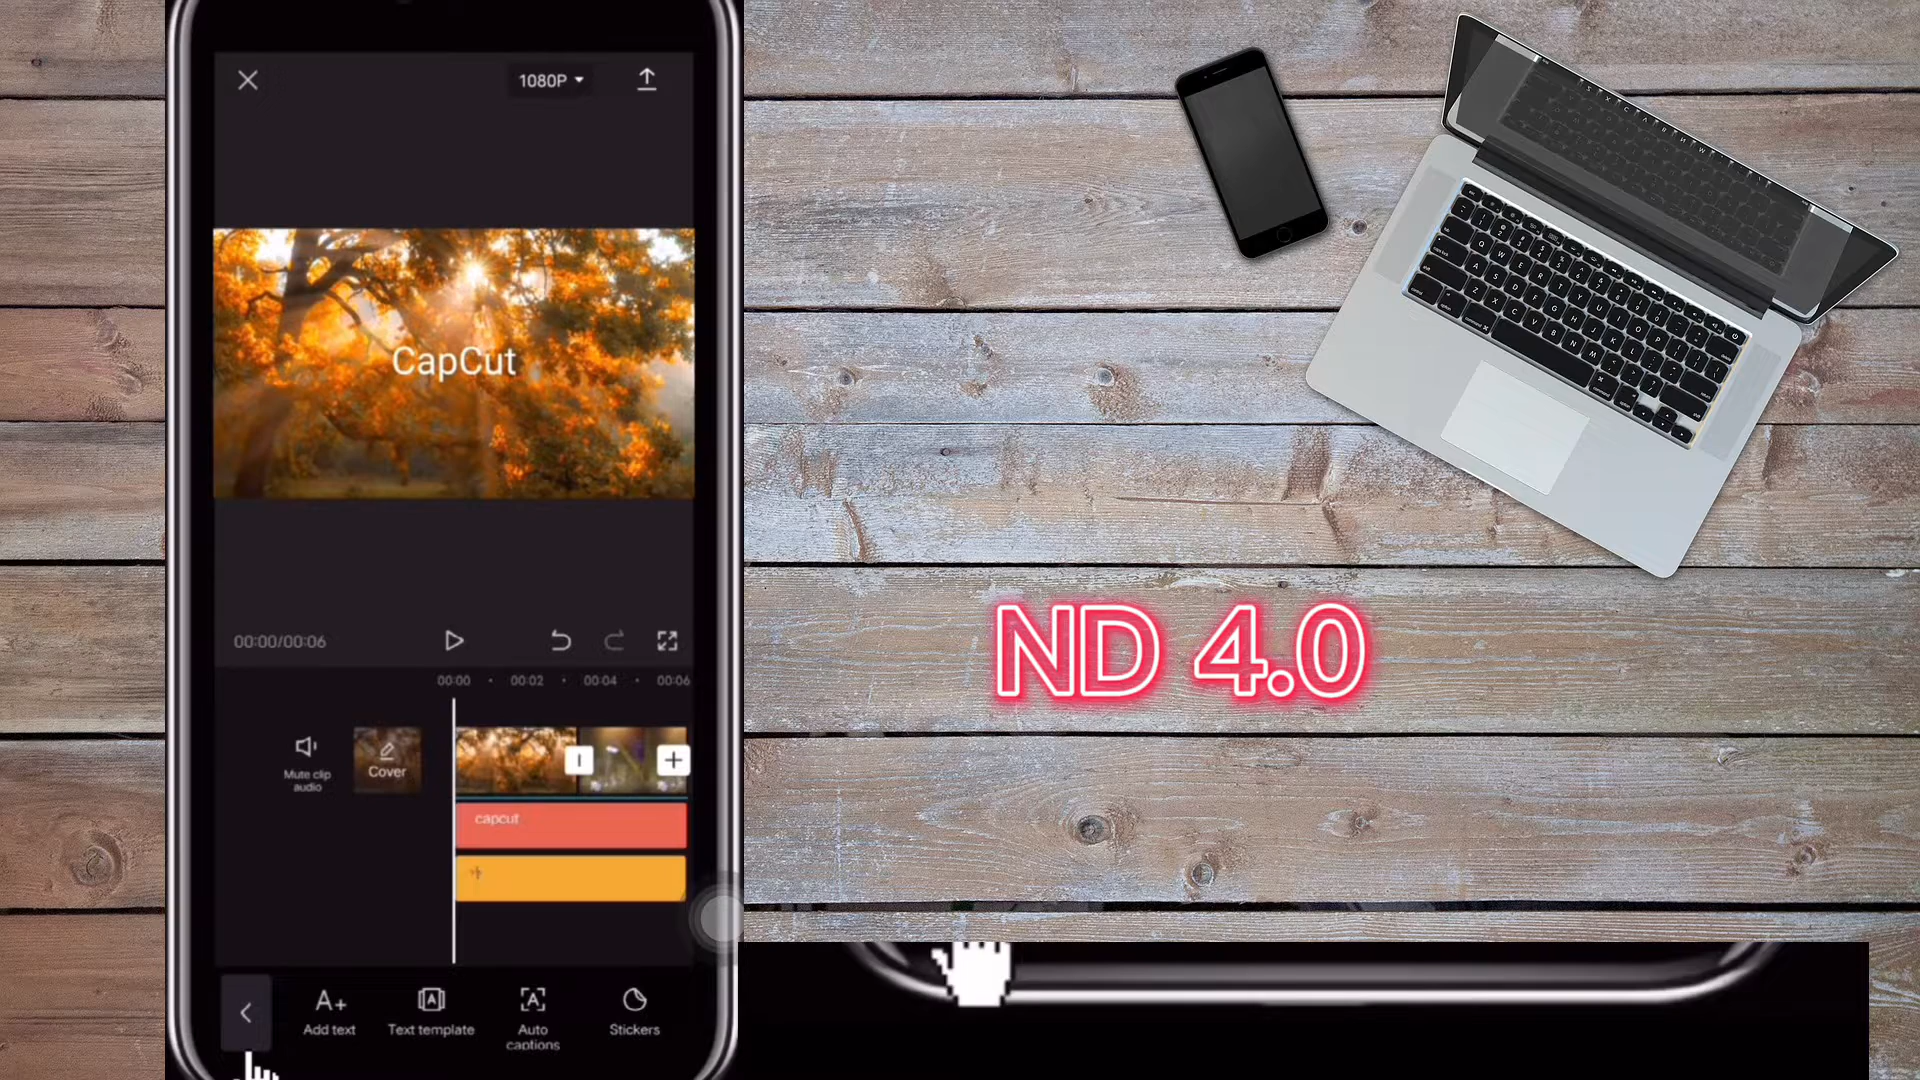 1080P
CapCut
00:00/00:06
00:00 • 00:02 • 00:04 • 00:06
Mute clip
audio
Cover
capcut
Add text
Text template
Auto
captions
Stickers
ND 4.0